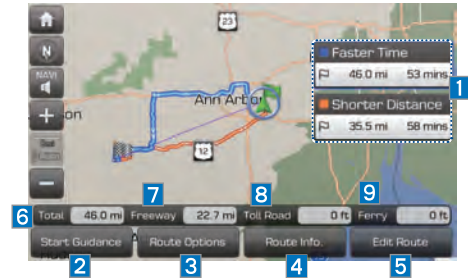 23
Faster Time
N
46.0 mi 53 mins
1
NAVI
Shorter Distance
Ann Arbor
35.5 mi 58 mins
on
12
7 8 9
6 Total 46.0 mi Freeway 22.7 mi Toll Road 0 ft Ferry 0 ft
Start Guidance Route Options Route Info. Edit Route
2 3 4 5